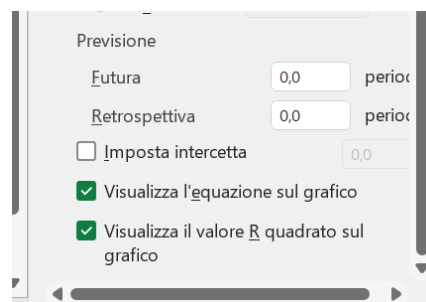 Previsione
Futura 0,0
Retrospettiva 0,0
Imposta intercetta 0,0
Visualizza l'equazione sul grafico
Visualizza il valore R quadrato sul
grafico